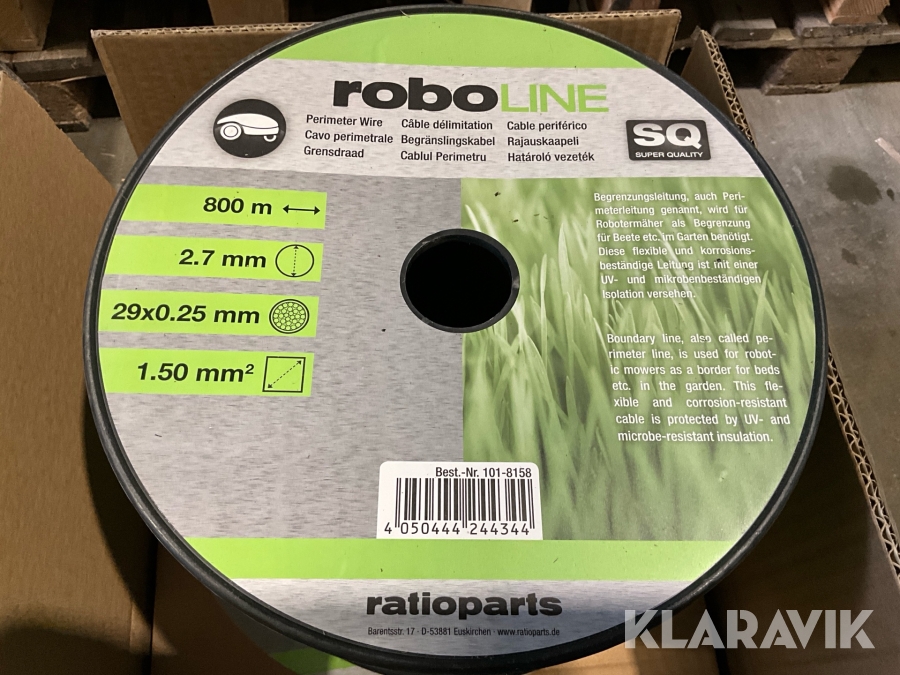 roboLINE
Perimeter Wire Câble délimitation Cable periférico
Cavo perimetrale Begränslingskabel Rajauskaapeli
Grensdraad Cablul Perimetru Határoló vezeték
SQ
SUPER QUALITY
800 m
2.7 mm
29x0.25 mm
1.50 mm²
Begrenzungsleitung, auch Peri-
meterleitung genannt, wird für
Robotermäher als Begrenzung
für Beete etc. im Garten benötigt.
Diese flexible und korrosions-
beständige Leitung ist mit einer
UV- und mikrobenbeständigen
Isolation versehen.
Boundary line, also called pe-
rimeter line, is used for robot-
ic mowers as a border for beds
etc. in the garden. This fle-
xible and corrosion-resistant
cable is protected by UV- and
microbe-resistant insulation.
Best.-Nr. 101-8158
4 050444 244344
ratioparts
Barentsstr. 17 · D-53881 Euskirchen · www.ratioparts.de
KLARAVIK